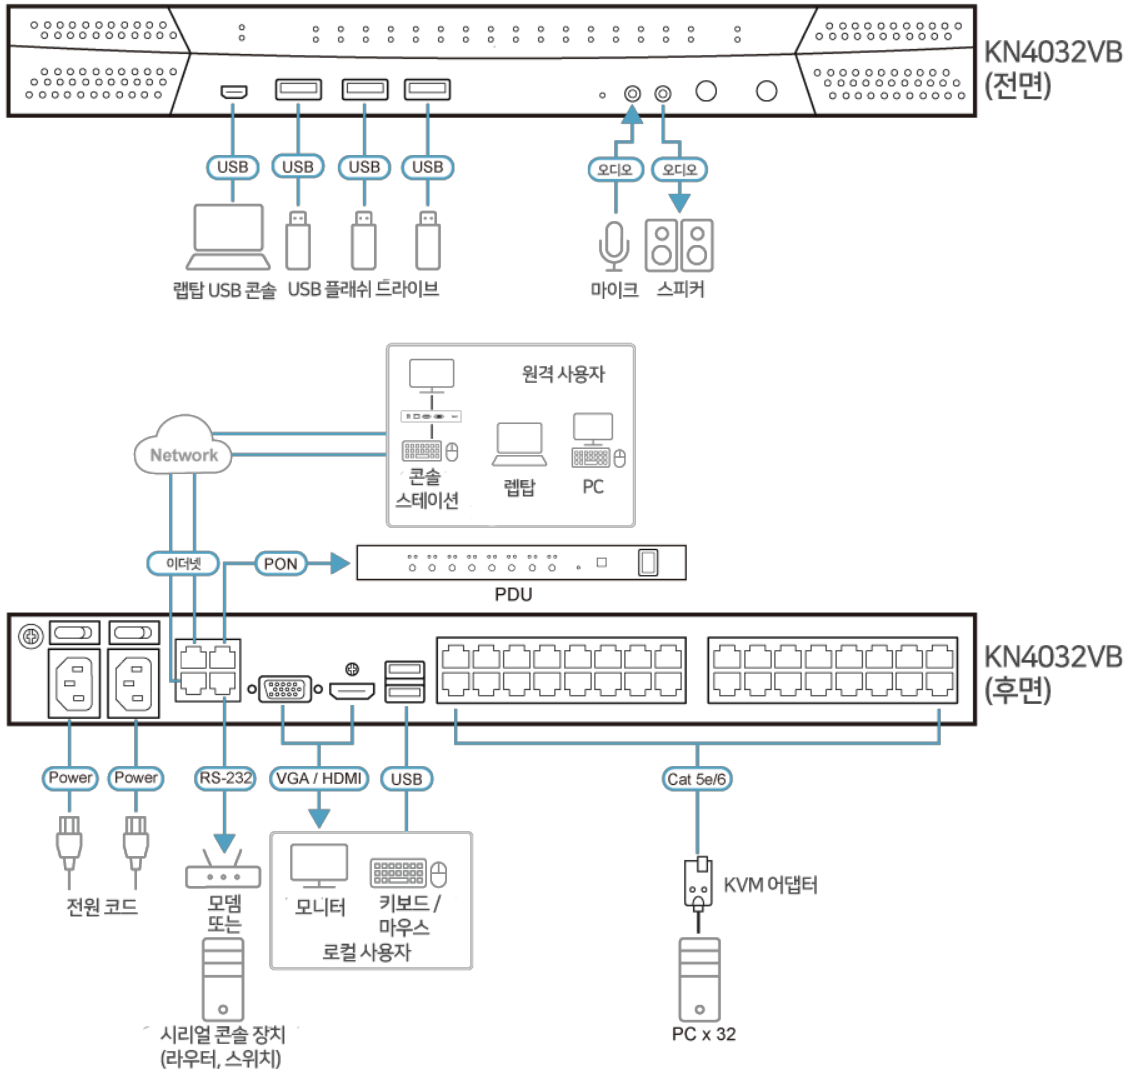 KN4032VB
(전면)
USB
USB
USB
USB
오디오
오디오
랩탑 USB 콘솔
USB 플래쉬 드라이브
마이크
스피커
원격 사용자
Network
콘솔
스테이션
렙탑
PC
이더넷
PON
PDU
KN4032VB
(후면)
Power
Power
RS-232
VGA / HDMI
USB
Cat 5e/6
전원 코드
모뎀
또는
모니터
키보드 /
마우스
로컬 사용자
KVM 어댑터
시리얼 콘솔 장치
(라우터, 스위치)
PC x 32